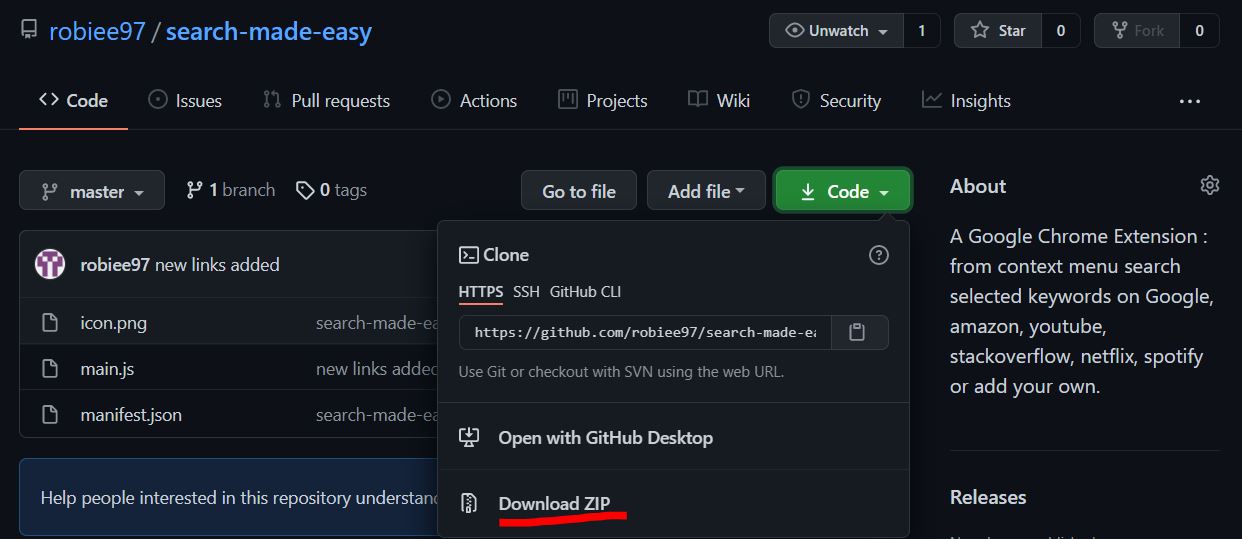 robiee97 / search-made-easy
Unwatch 1
Star 0
Fork 0
Code
Issues
Pull requests
Actions
Projects
Wiki
Security
Insights
master
1 branch
0 tags
Go to file
Add file
Code
robiee97 new links added
icon.png search-made-ea
main.js new links added
manifest.json search-made-ea
Help people interested in this repository understand
Clone
HTTPS SSH GitHub CLI
https://github.com/robiee97/search-made-ea
Use Git or checkout with SVN using the web URL.
Open with GitHub Desktop
Download ZIP
About
A Google Chrome Extension :
from context menu search
selected keywords on Google,
amazon, youtube,
stackoverflow, netflix, spotify
or add your own.
Releases